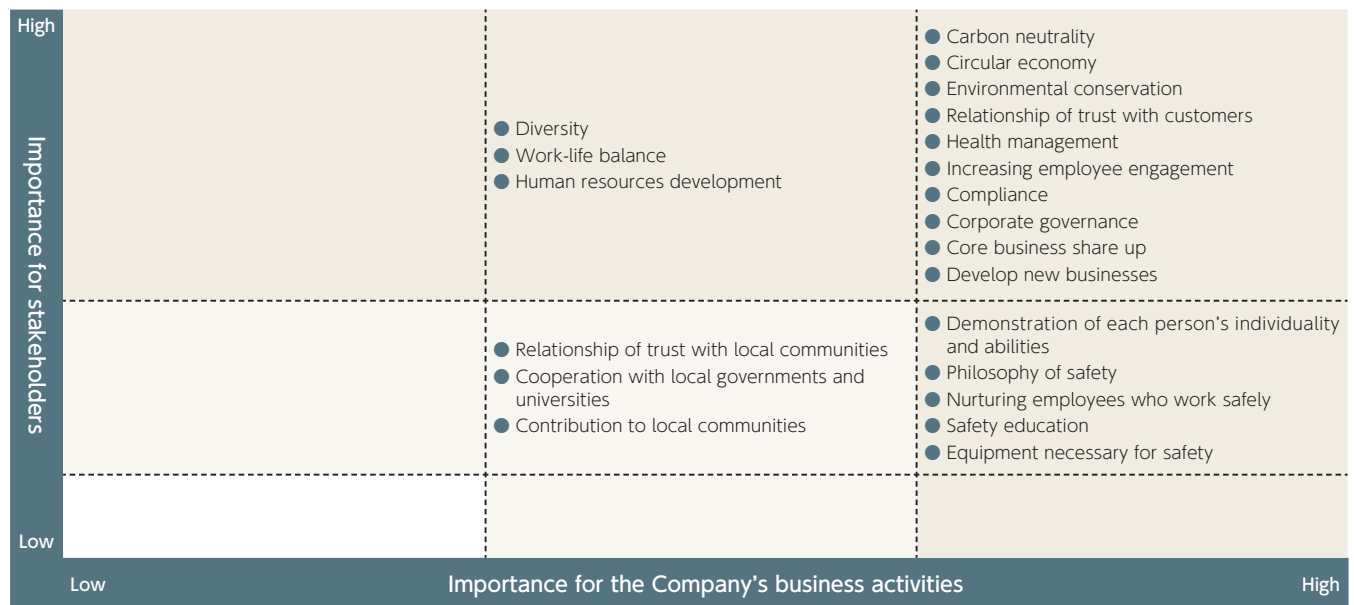 High
Importance for stakeholders
Low
● Diversity
● Work-life balance
● Human resources development
● Carbon neutrality
● Circular economy
● Environmental conservation
● Relationship of trust with customers
● Health management
● Increasing employee engagement
● Compliance
● Corporate governance
● Core business share up
● Develop new businesses
● Relationship of trust with local communities
● Cooperation with local governments and
universities
● Contribution to local communities
● Demonstration of each person’s individuality
and abilities
● Philosophy of safety
● Nurturing employees who work safely
● Safety education
● Equipment necessary for safety
Low
Importance for the Company’s business activities
High